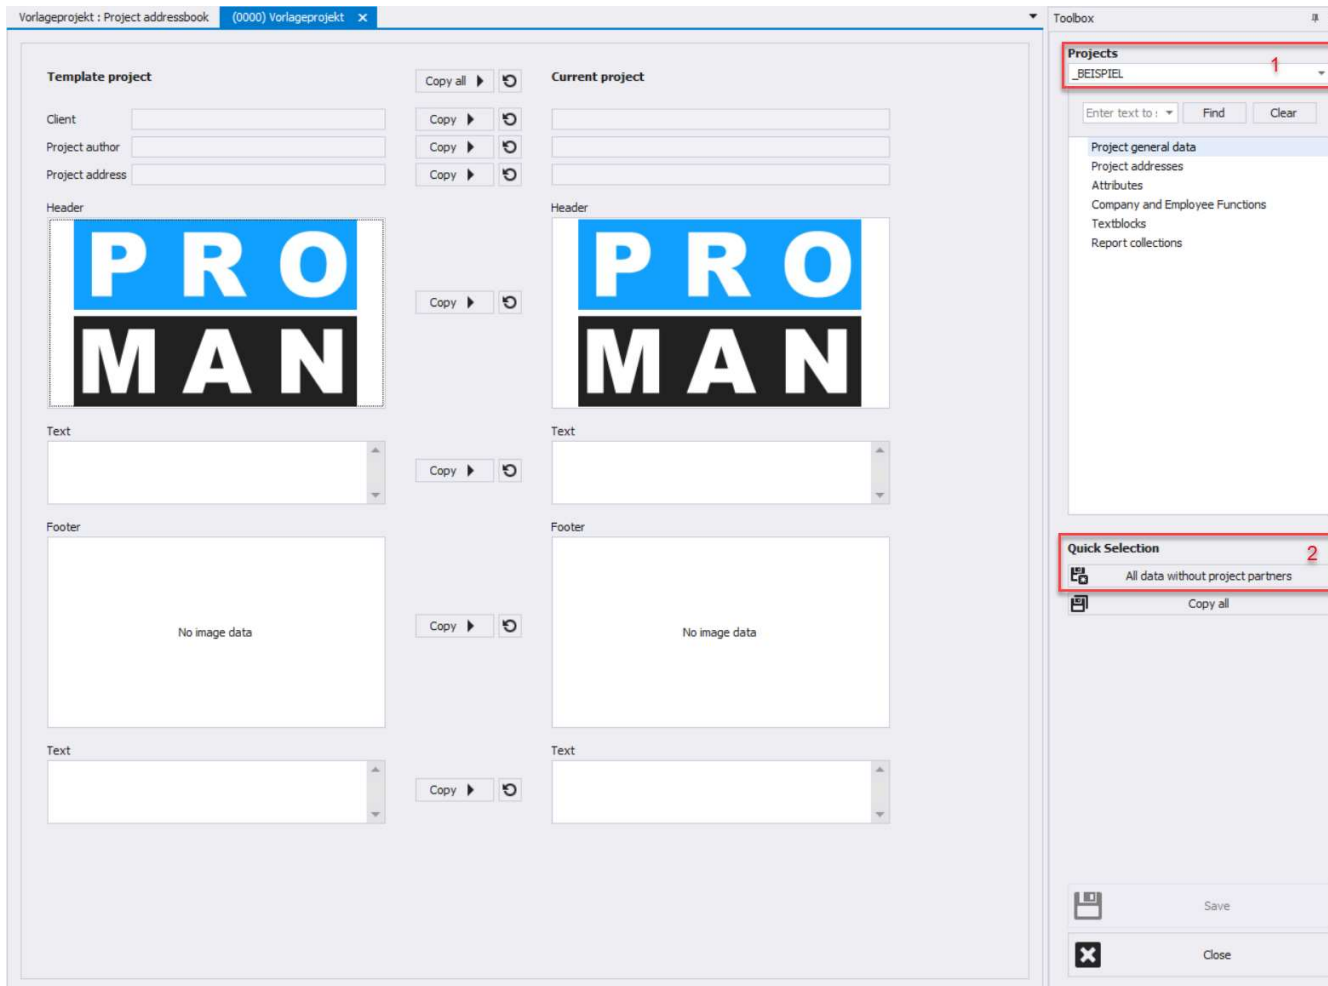 Vorlageprojekt : Project addressbook
(0000) Vorlageprojekt
Template project
Copy all
Current project
Client
Copy
Project author
Copy
Project address
Copy
Header
Header
PRO
MAN
Copy
PRO
MAN
Text
Text
Copy
Footer
Footer
No image data
Copy
No image data
Text
Text
Copy
Toolbox
Projects
1
_BEISPIEL
Enter text to
Find
Clear
Project general data
Project addresses
Attributes
Company and Employee Functions
Textblocks
Report collections
Quick Selection
2
All data without project partners
Copy all
Save
Close